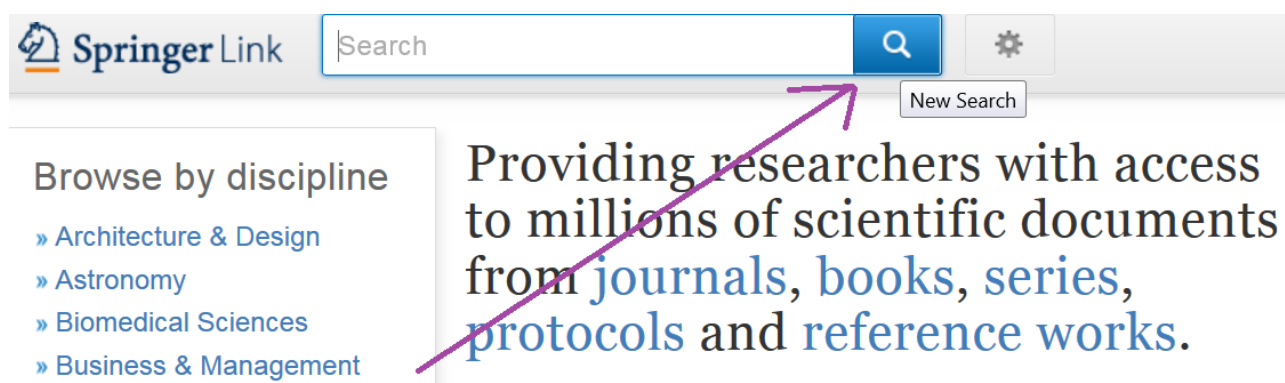 Springer Link
Search
New Search
Browse by discipline
» Architecture & Design
» Astronomy
» Biomedical Sciences
» Business & Management
Providing researchers with access
to millions of scientific documents
from journals, books, series,
protocols and reference works.